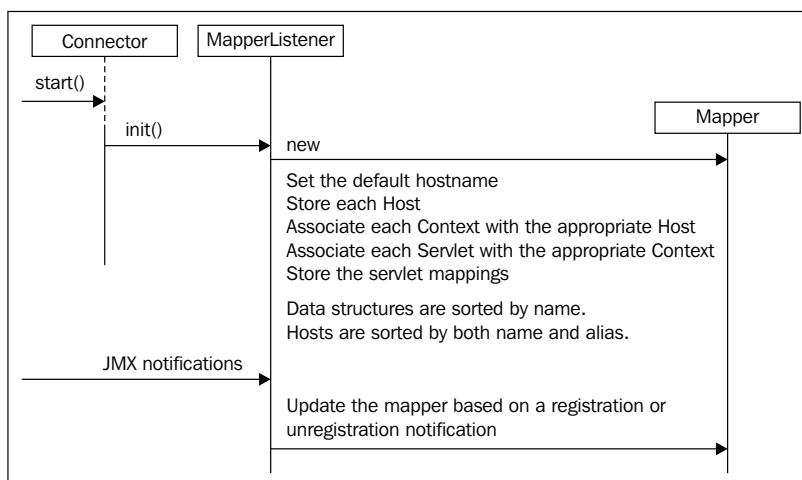 Connector
MapperListener
start()
Mapper
init()
new
Set the default hostname
Store each Host
Associate each Context with the appropriate Host
Associate each Servlet with the appropriate Context
Store the servlet mappings
Data structures are sorted by name.
Hosts are sorted by both name and alias.
JMX notifications
Update the mapper based on a registration or
unregistration notification